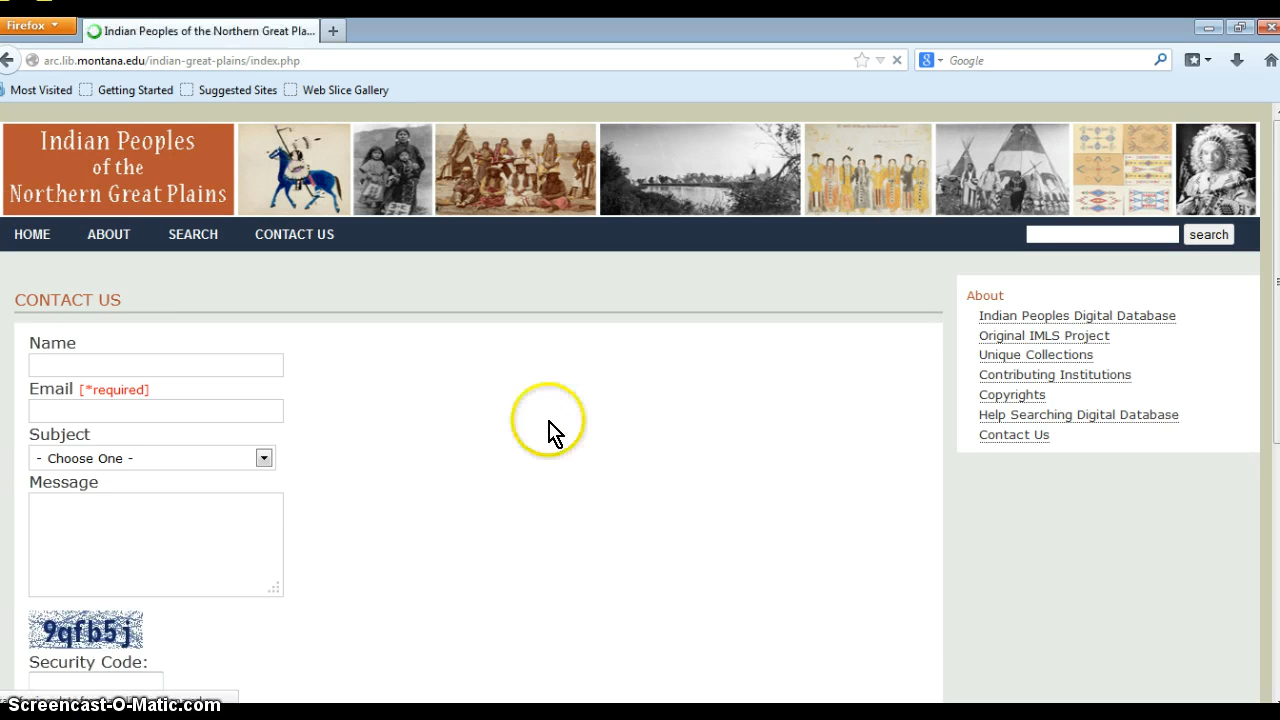 Firefox
Indian Peoples of the Northern Great Pla...
arc.lib.montana.edu/indian-great-plains/index.php
Google
Most Visited
Getting Started
Suggested Sites
Web Slice Gallery
Indian Peoples
of the
Northern Great Plains
HOME
ABOUT
SEARCH
CONTACT US
search
CONTACT US
Name
Email [*required]
Subject
- Choose One -
Message
9qfb5j
Security Code:
About
Indian Peoples Digital Database
Original IMLS Project
Unique Collections
Contributing Institutions
Copyrights
Help Searching Digital Database
Contact Us
Screencast-O-Matic.com